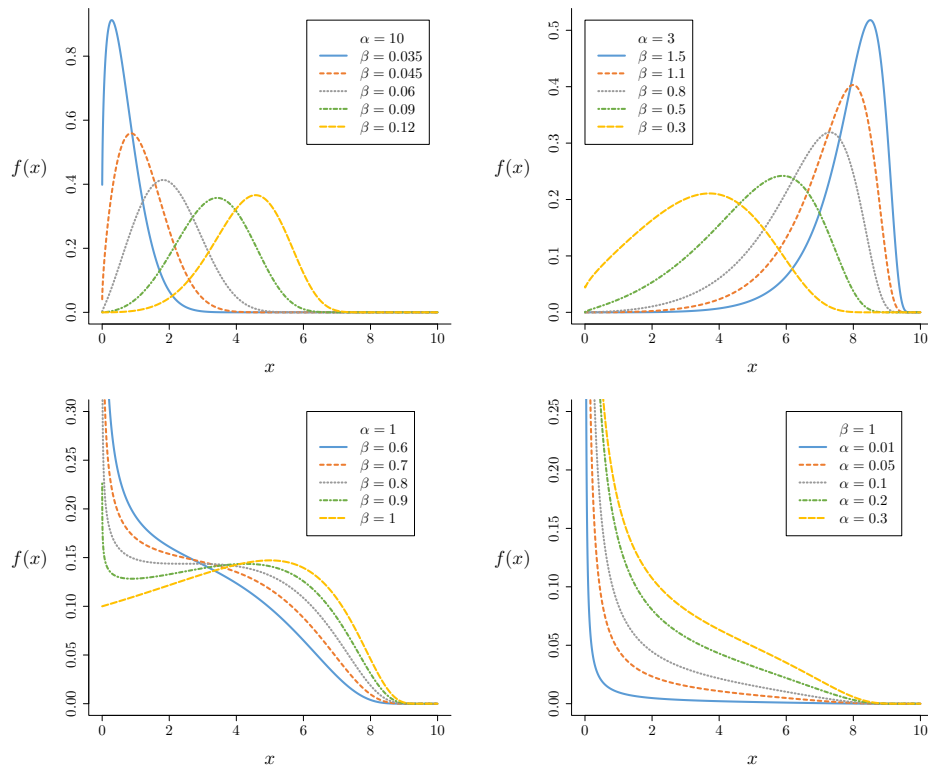 α = 10
β = 0.035
β = 0.045
β = 0.06
β = 0.09
β = 0.12
f(x)
0.0
0.2
0.4
0.6
0.8
0 2 4 6 8 10
x
α = 3
β = 1.5
β = 1.1
β = 0.8
β = 0.5
β = 0.3
f(x)
0.0
0.1
0.2
0.3
0.4
0.5
0 2 4 6 8 10
x
α = 1
β = 0.6
β = 0.7
β = 0.8
β = 0.9
β = 1
f(x)
0.00
0.05
0.10
0.15
0.20
0.25
0.30
0 2 4 6 8 10
x
β = 1
α = 0.01
α = 0.05
α = 0.1
α = 0.2
α = 0.3
f(x)
0.00
0.05
0.10
0.15
0.20
0.25
0 2 4 6 8 10
x